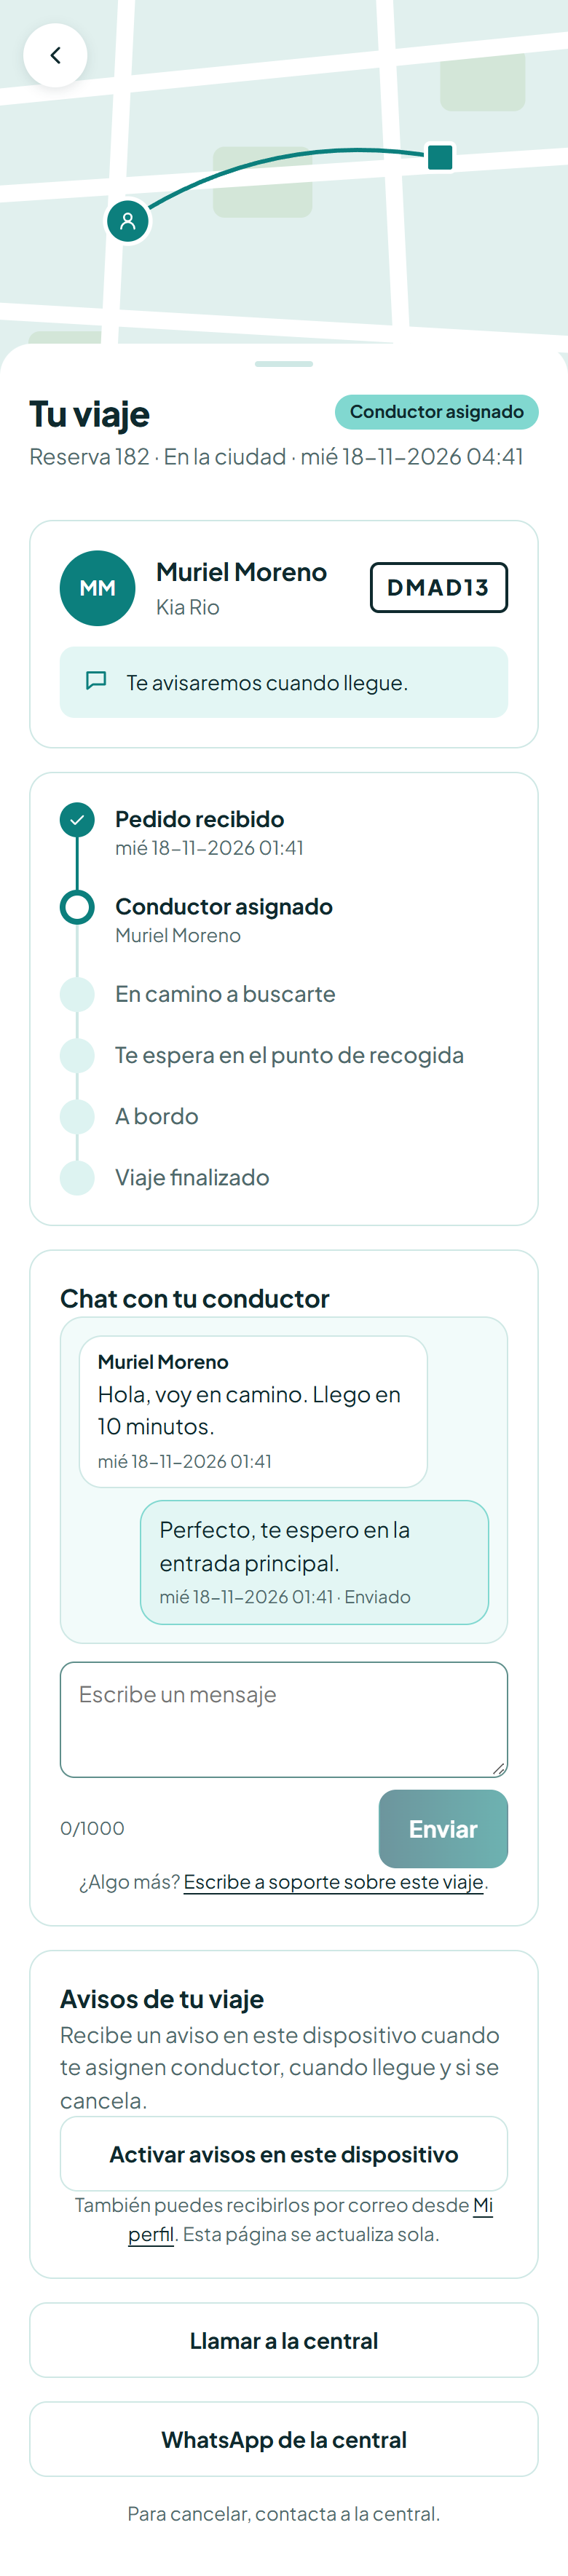 Tu viaje
Conductor asignado
Reserva 182 · En la ciudad · mié 18-11-2026 04:41
MM
Muriel Moreno
Kia Rio
DMAD13
Te avisaremos cuando llegue.
Pedido recibido
mié 18-11-2026 01:41
Conductor asignado
Muriel Moreno
En camino a buscarte
Te espera en el punto de recogida
A bordo
Viaje finalizado
Chat con tu conductor
Muriel Moreno
Hola, voy en camino. Llego en
10 minutos.
mié 18-11-2026 01:41
Perfecto, te espero en la
entrada principal.
mié 18-11-2026 01:41 · Enviado
Escribe un mensaje
0/1000
Enviar
¿Algo más? Escribe a soporte sobre este viaje.
Avisos de tu viaje
Recibe un aviso en este dispositivo cuando
te asignen conductor, cuando llegue y si se
cancela.
Activar avisos en este dispositivo
También puedes recibirlos por correo desde Mi
perfil. Esta página se actualiza sola.
Llamar a la central
WhatsApp de la central
Para cancelar, contacta a la central.